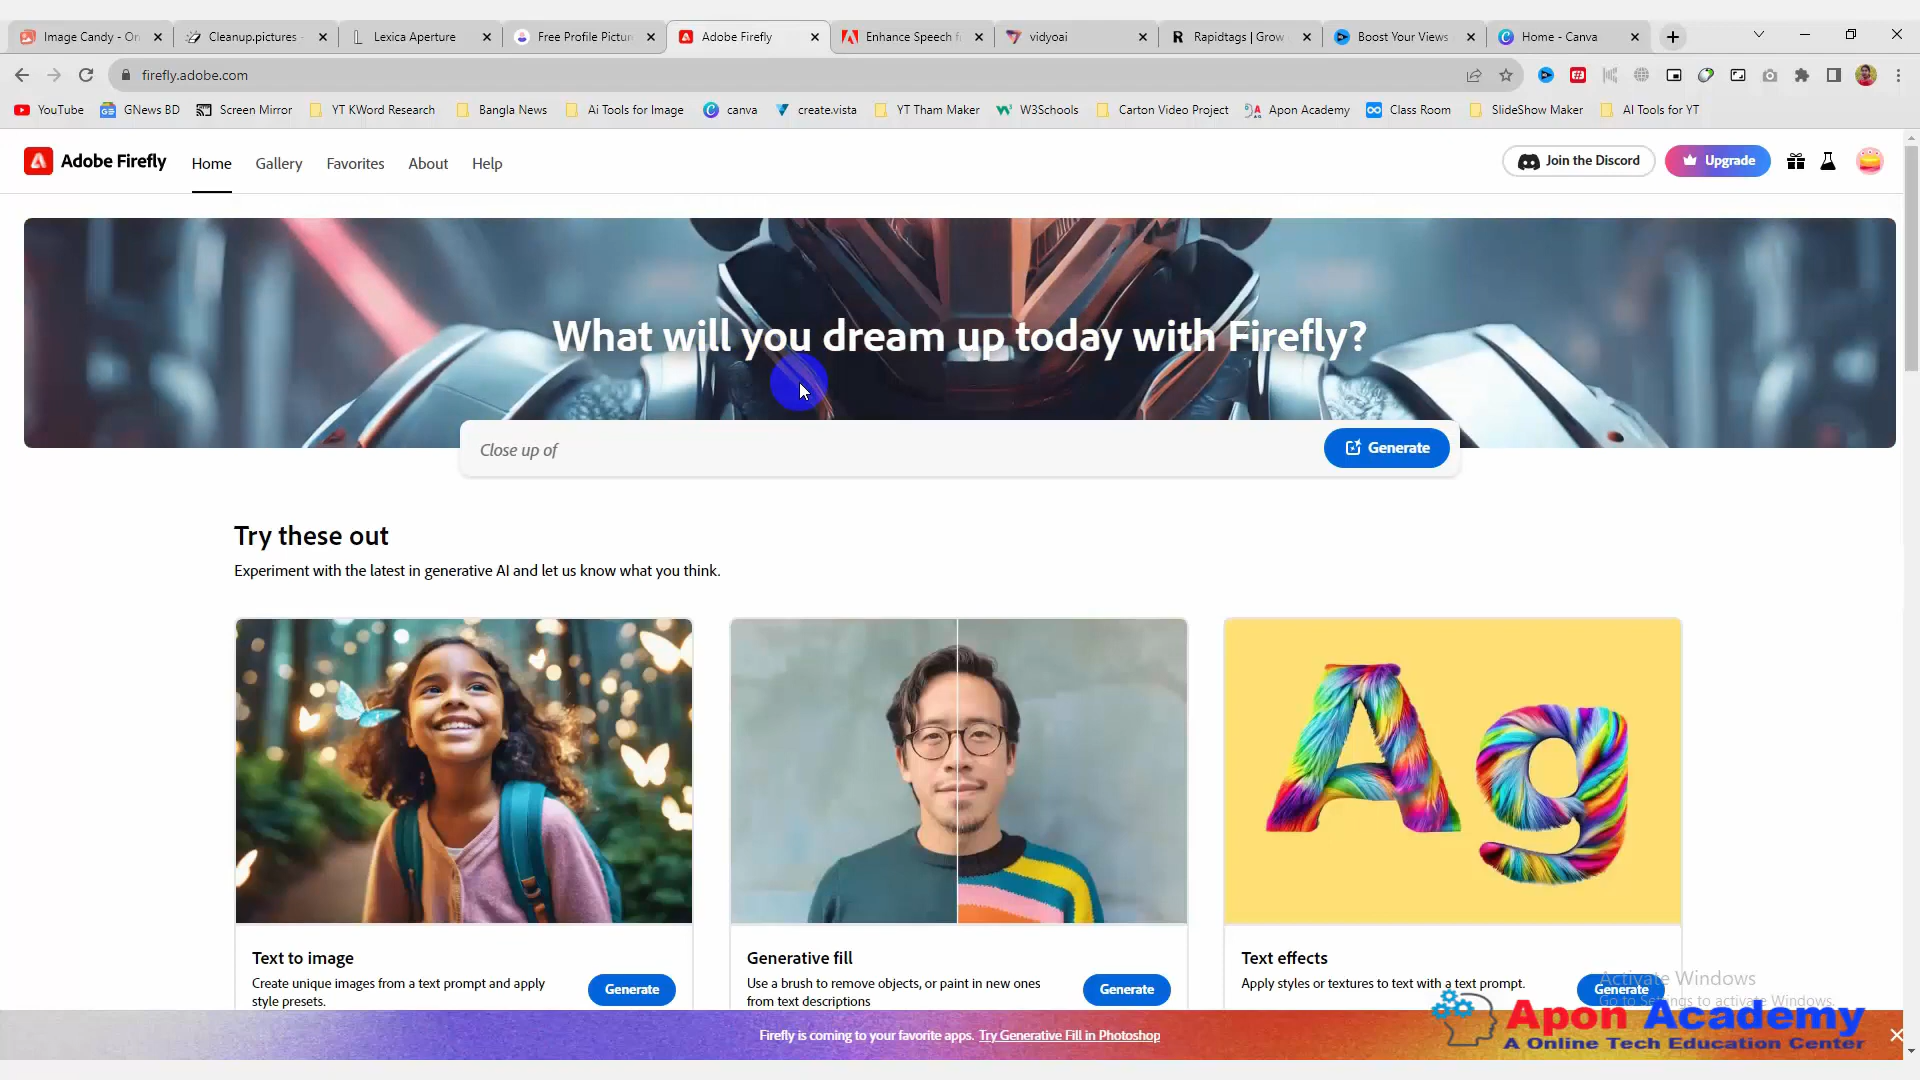 Image Candy - On
Cleanup.pictures -
Lexica Aperture
Free Profile Pictur
Adobe Firefly
Enhance Speech f
vidyoai
Rapidtags | Grow
Boost Your Views
Home - Canva
firefly.adobe.com
YouTube
GNews BD
Screen Mirror
YT KWord Research
Bangla News
Ai Tools for Image
canva
create.vista
YT Tham Maker
W3Schools
Carton Video Project
Apon Academy
Class Room
SlideShow Maker
AI Tools for YT
Adobe Firefly
Home
Gallery
Favorites
About
Help
Join the Discord
Upgrade
What will you dream up today with Firefly?
Close up of
Generate
Try these out
Experiment with the latest in generative AI and let us know what you think.
Ag
Text to image
Create unique images from a text prompt and apply
style presets.
Generate
Generative fill
Use a brush to remove objects, or paint in new ones
from text descriptions
Generate
Text effects
Apply styles or textures to text with a text prompt.
Generate
Activate Windows
Go to Settings to activate Windows.
Firefly is coming to your favorite apps. Try Generative Fill in Photoshop
Apon Academy
A Online Tech Education Center